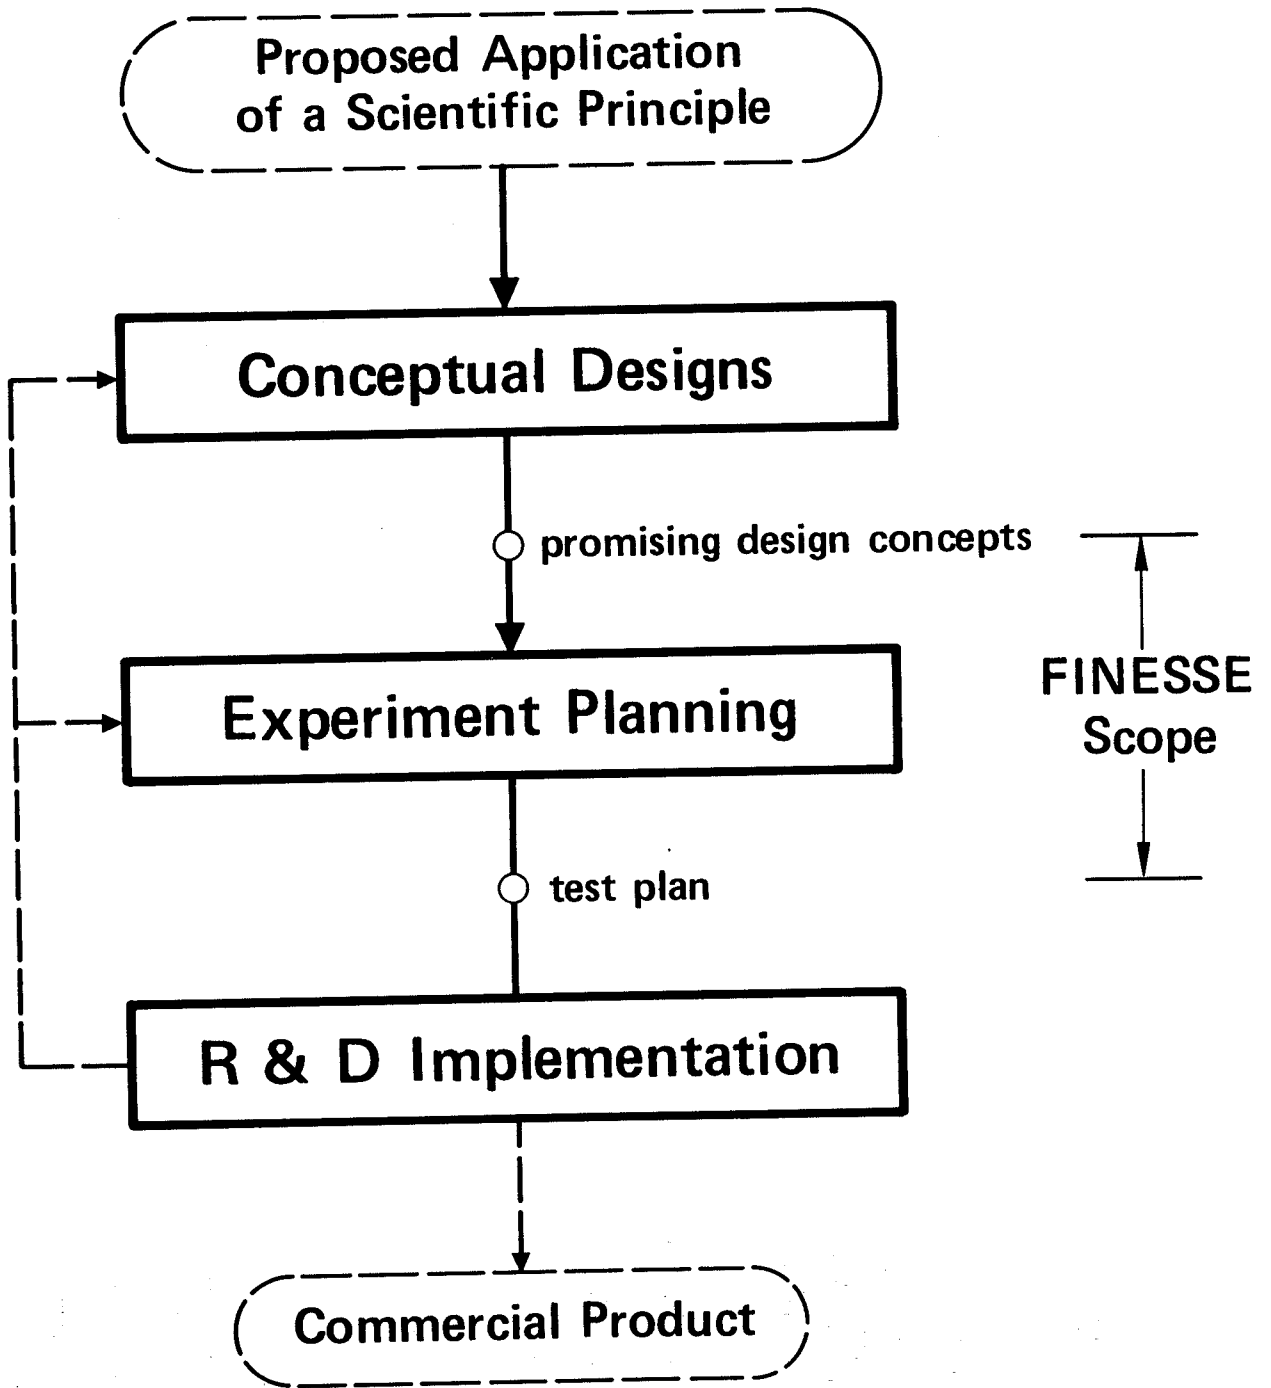 Proposed Application
of a Scientific Principle
Conceptual Designs
promising design concepts
FINESSE
Scope
Experiment Planning
test plan
R & D Implementation
Commercial Product